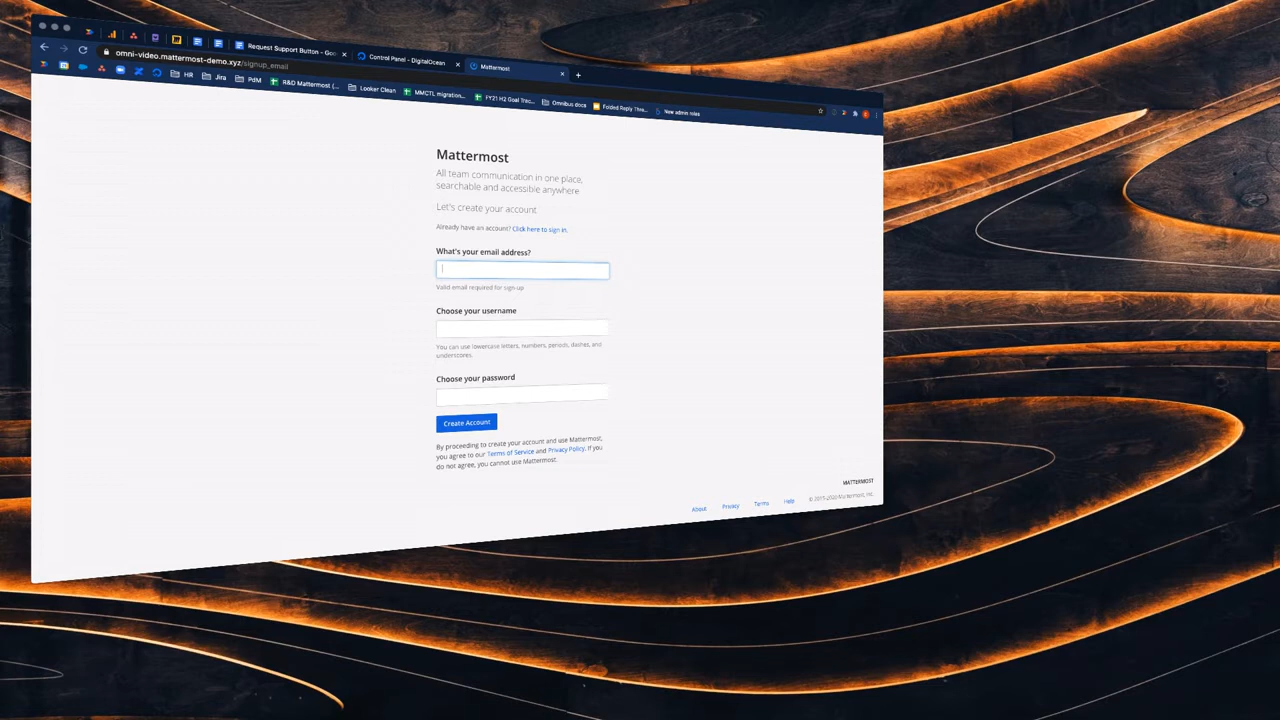 Request Support Button - Goo
Control Panel - DigitalOcean
Mattermost
omni-video.mattermost-demo.xyz/signup_email
HR
Jira
PdM
R&D Mattermost (...
Looker Clean
MMCTL migration...
FY21 H2 Goal Trac...
Omnibus docs
Folded Reply Thre...
New admin roles
Mattermost
All team communication in one place,
searchable and accessible anywhere
Let's create your account
Already have an account? Click here to sign in.
What's your email address?
Valid email required for sign-up
Choose your username
You can use lowercase letters, numbers, periods, dashes, and
underscores.
Choose your password
Create Account
By proceeding to create your account and use Mattermost,
you agree to our Terms of Service and Privacy Policy. If you
do not agree, you cannot use Mattermost.
MATTERMOST
About
Privacy
Terms
Help
© 2015-2020 Mattermost, Inc.